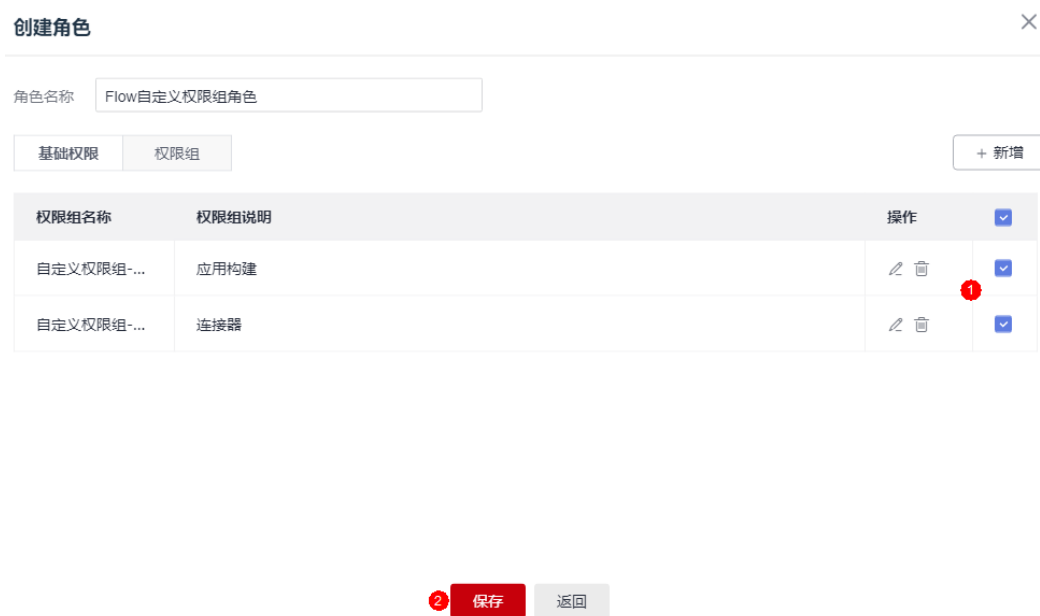 创建角色
角色名称 Flow自定义权限组角色
基础权限 权限组 + 新增
权限组名称 权限组说明 操作
自定义权限组-... 应用构建
1
自定义权限组-... 连接器
2 保存 返回